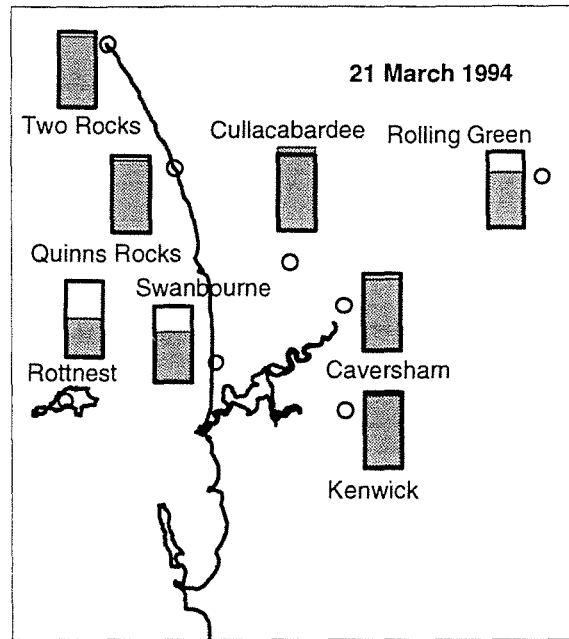 21 March 1994
Two Rocks
Cullacabardee
Rolling Green
Quinns Rocks
Swanbourne
Rottnest
Caversham
Kenwick